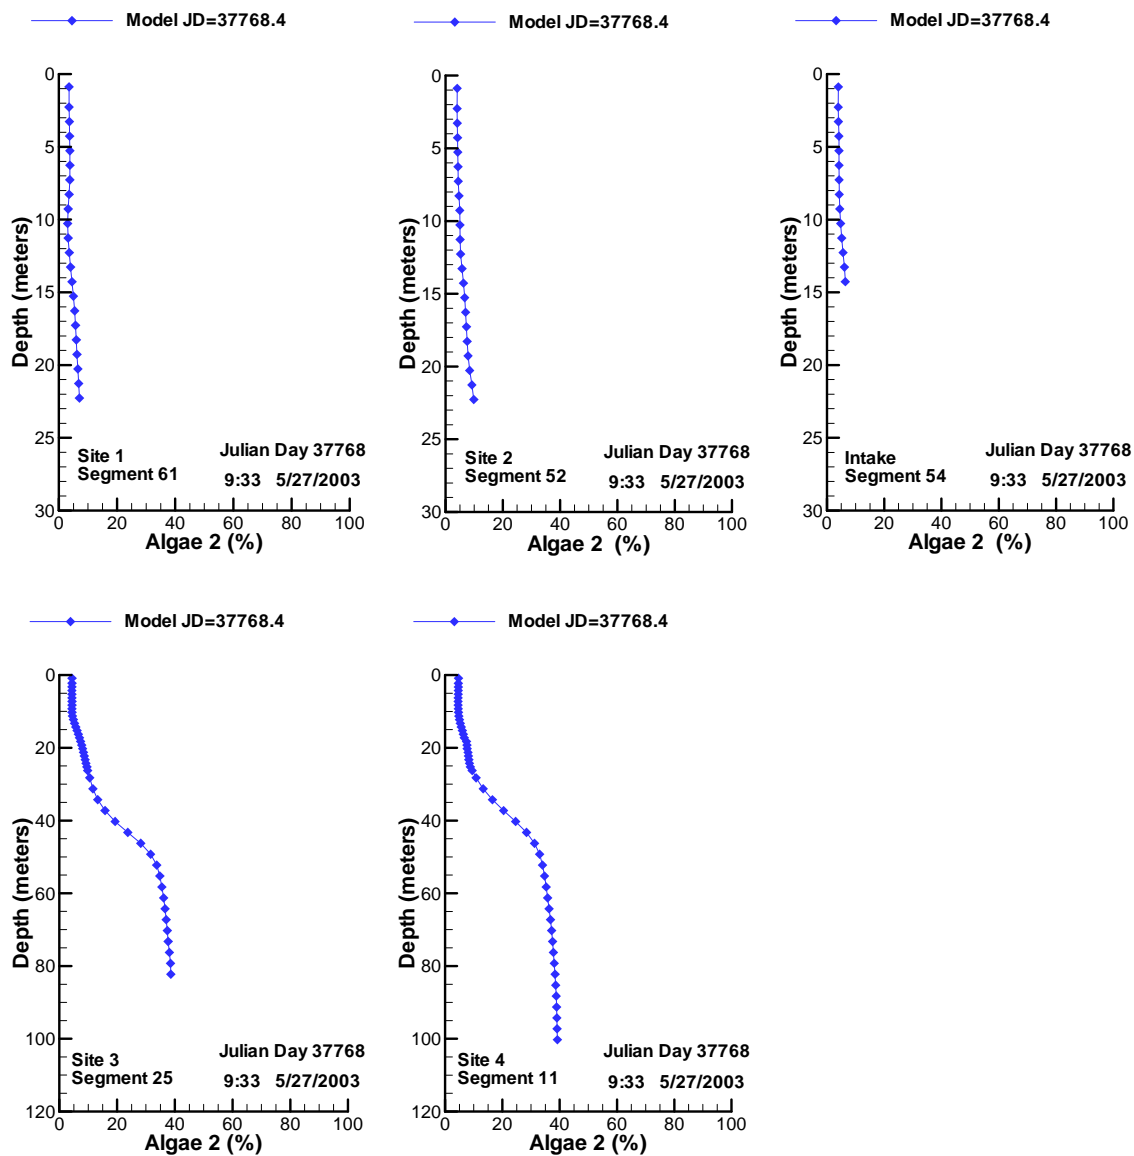 Model JD=37768.4
0
5
10
15
20
25
30
Depth (meters)
Site 1
Segment 61
Julian Day 37768
9:33 5/27/2003
0 20 40 60 80 100
Algae 2 (%)
Model JD=37768.4
0
5
10
15
20
25
30
Depth (meters)
Site 2
Segment 52
Julian Day 37768
9:33 5/27/2003
0 20 40 60 80 100
Algae 2 (%)
Model JD=37768.4
0
5
10
15
20
25
30
Depth (meters)
Intake
Segment 54
Julian Day 37768
9:33 5/27/2003
0 20 40 60 80 100
Algae 2 (%)
Model JD=37768.4
0
20
40
60
80
100
120
Depth (meters)
Site 3
Segment 25
Julian Day 37768
9:33 5/27/2003
0 20 40 60 80 100
Algae 2 (%)
Model JD=37768.4
0
20
40
60
80
100
120
Depth (meters)
Site 4
Segment 11
Julian Day 37768
9:33 5/27/2003
0 20 40 60 80 100
Algae 2 (%)